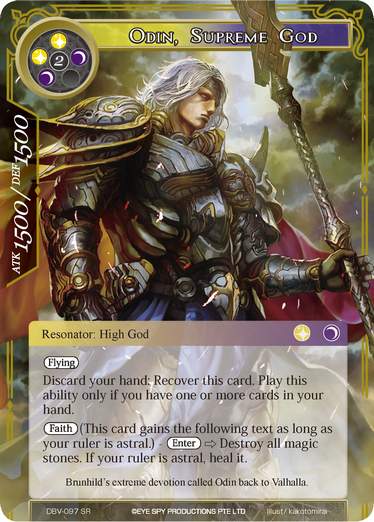 ODIN, SUPREME GOD
2
ATK 1500/ DEF 1500
Resonator: High God
Flying
Discard your hand: Recover this card. Play this
ability only if you have one or more cards in your
hand.
Faith (This card gains the following text as long as
your ruler is astral.) - Enter ⇨ Destroy all magic
stones. If your ruler is astral, heal it.
Brunhild's extreme devotion called Odin back to Valhalla.
DBV-097 SR ©EYE SPY PRODUCTIONS PTE LTD Illust/ kakotomirai